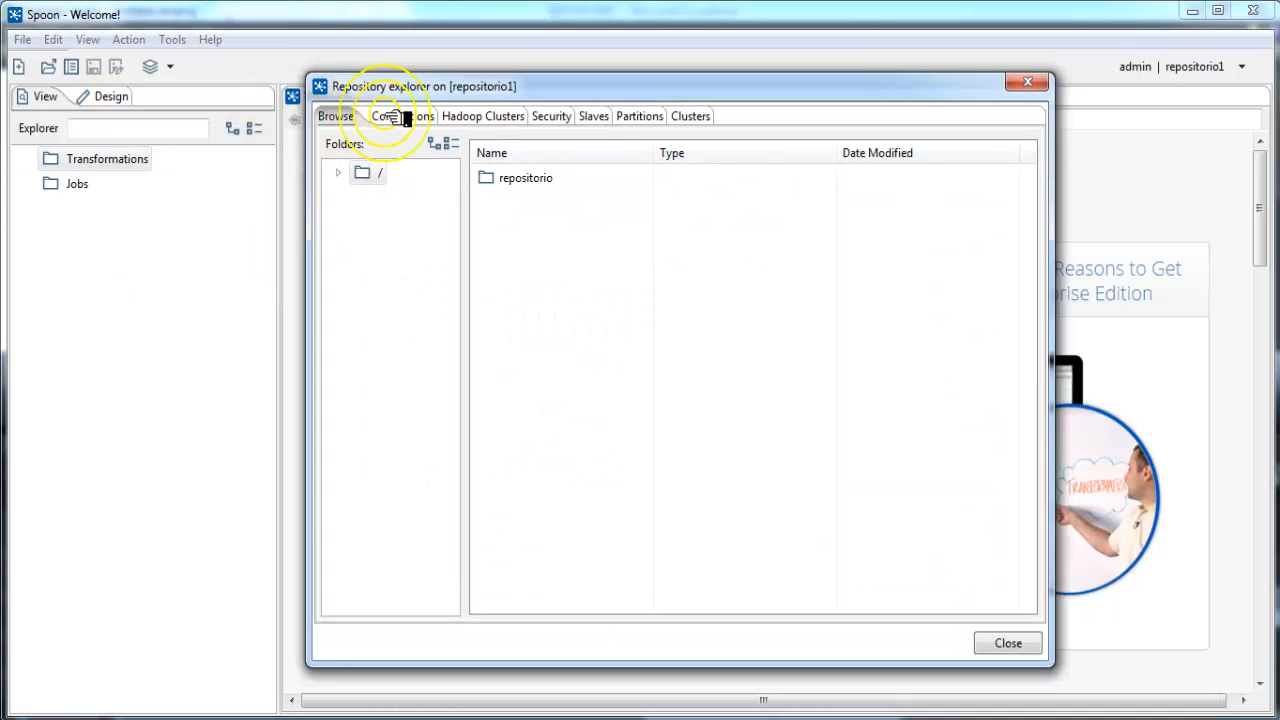 Spoon - Welcome!
File Edit View Action Tools Help
admin | repositorio1
View Design
Explorer
Transformations
Jobs
Repository explorer on [repositorio1]
Browse Hadoop Clusters Security Slaves Partitions Clusters
Folders:
/
Name Type Date Modified
repositorio
Close
Reasons to Get
rise Edition
TRANSFORMATION